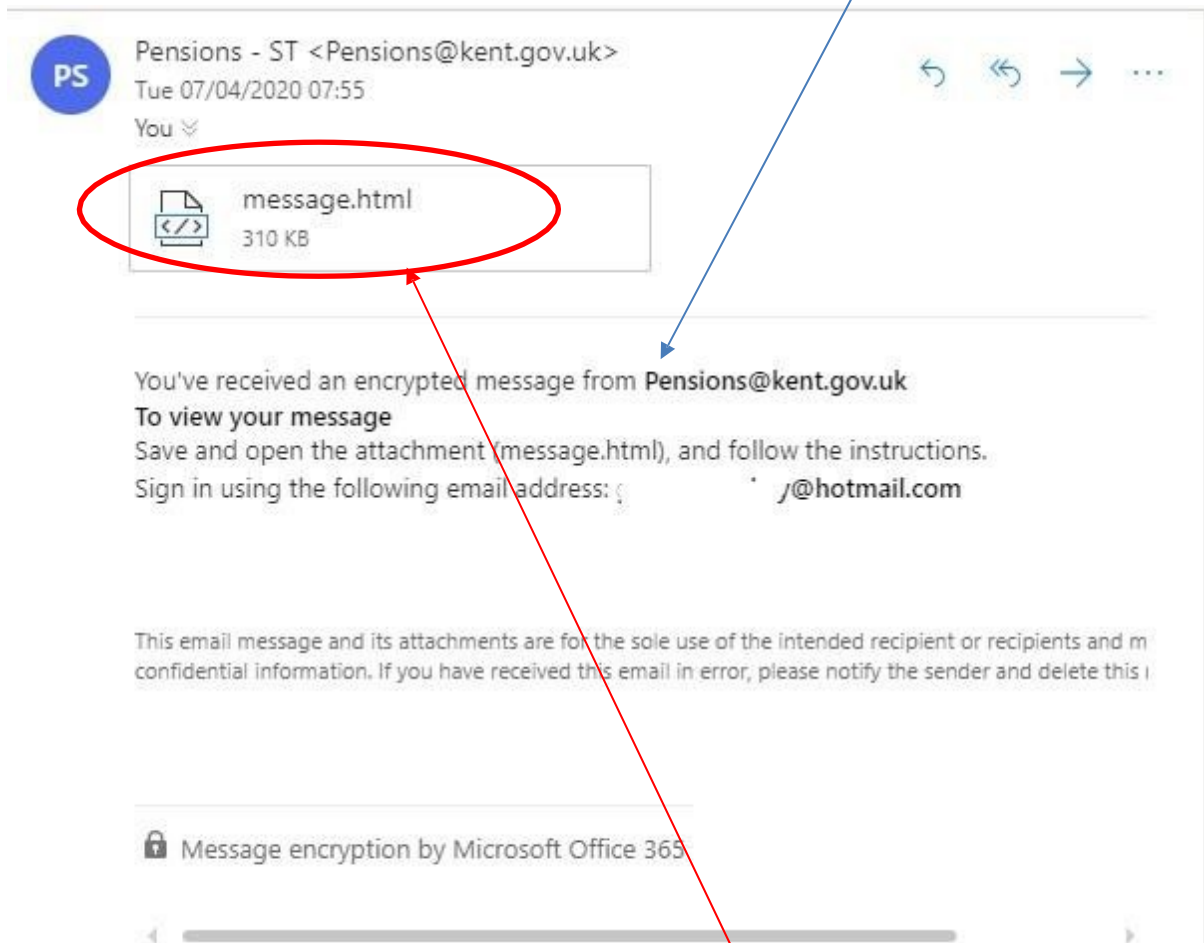 Pensions - ST <Pensions@kent.gov.uk>
PS
Tue 07/04/2020 07:55
You
message.html
310 KB
You've received an encrypted message from Pensions@kent.gov.uk
To view your message
Save and open the attachment (message.html), and follow the instructions.
Sign in using the following email address: y@hotmail.com
This email message and its attachments are for the sole use of the intended recipient or recipients and m
confidential information. If you have received this email in error, please notify the sender and delete this
Message encryption by Microsoft Office 365